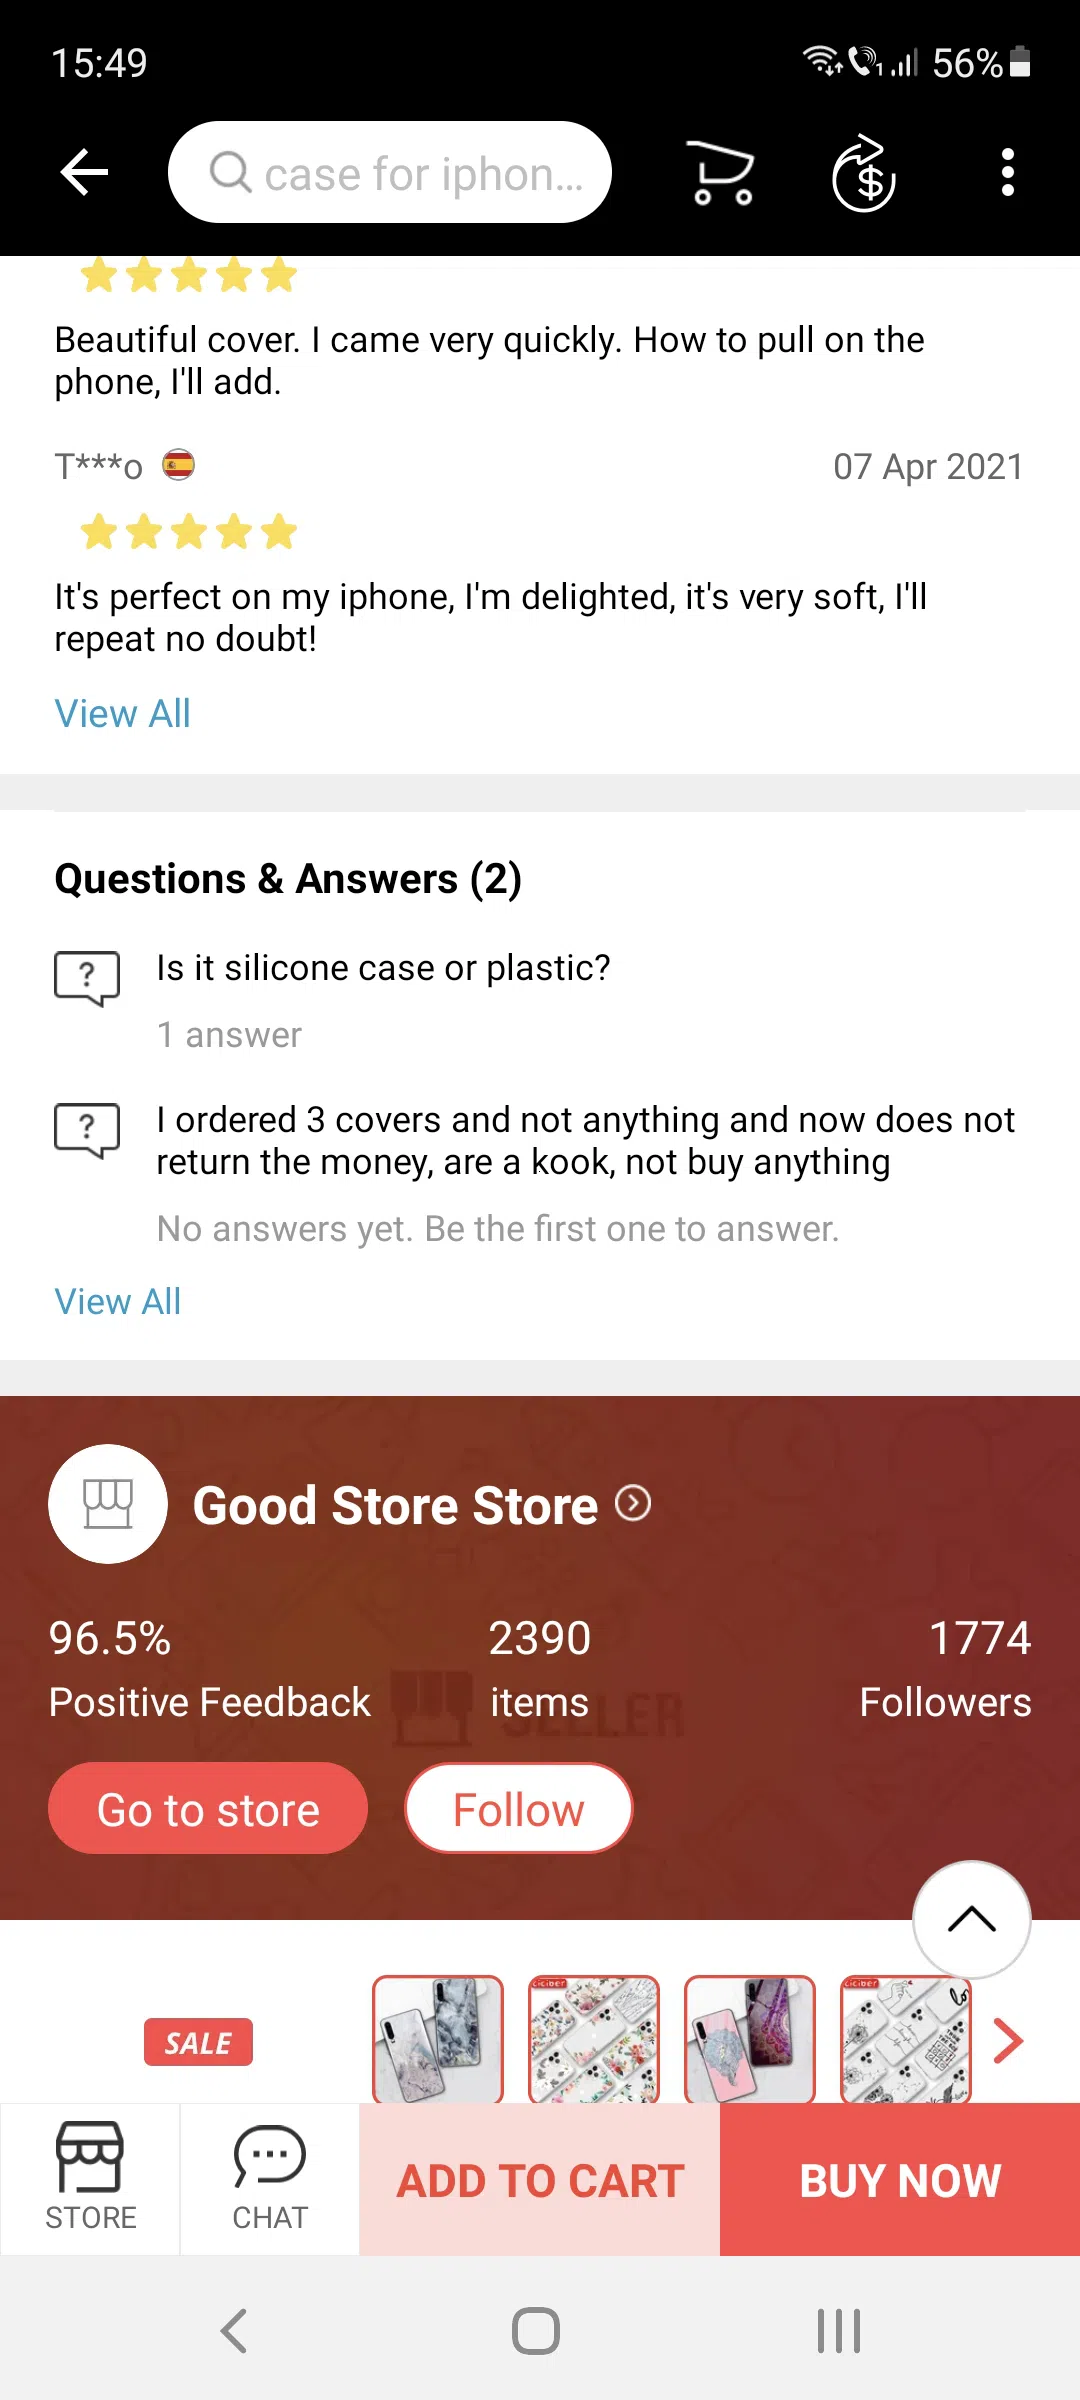 15:49
1
56%
case for iphon...
Beautiful cover. I came very quickly. How to pull on the
phone, I'll add.
T***o
07 Apr 2021
It's perfect on my iphone, I'm delighted, it's very soft, I'll
repeat no doubt!
View All
Questions & Answers (2)
? Is it silicone case or plastic?
1 answer
? I ordered 3 covers and not anything and now does not
return the money, are a kook, not buy anything
No answers yet. Be the first one to answer.
View All
Good Store Store
96.5%
2390
1774
Positive Feedback
items
Followers
SELLER
Go to store
Follow
SALE
ciciber
ciciber
STORE
CHAT
ADD TO CART
BUY NOW